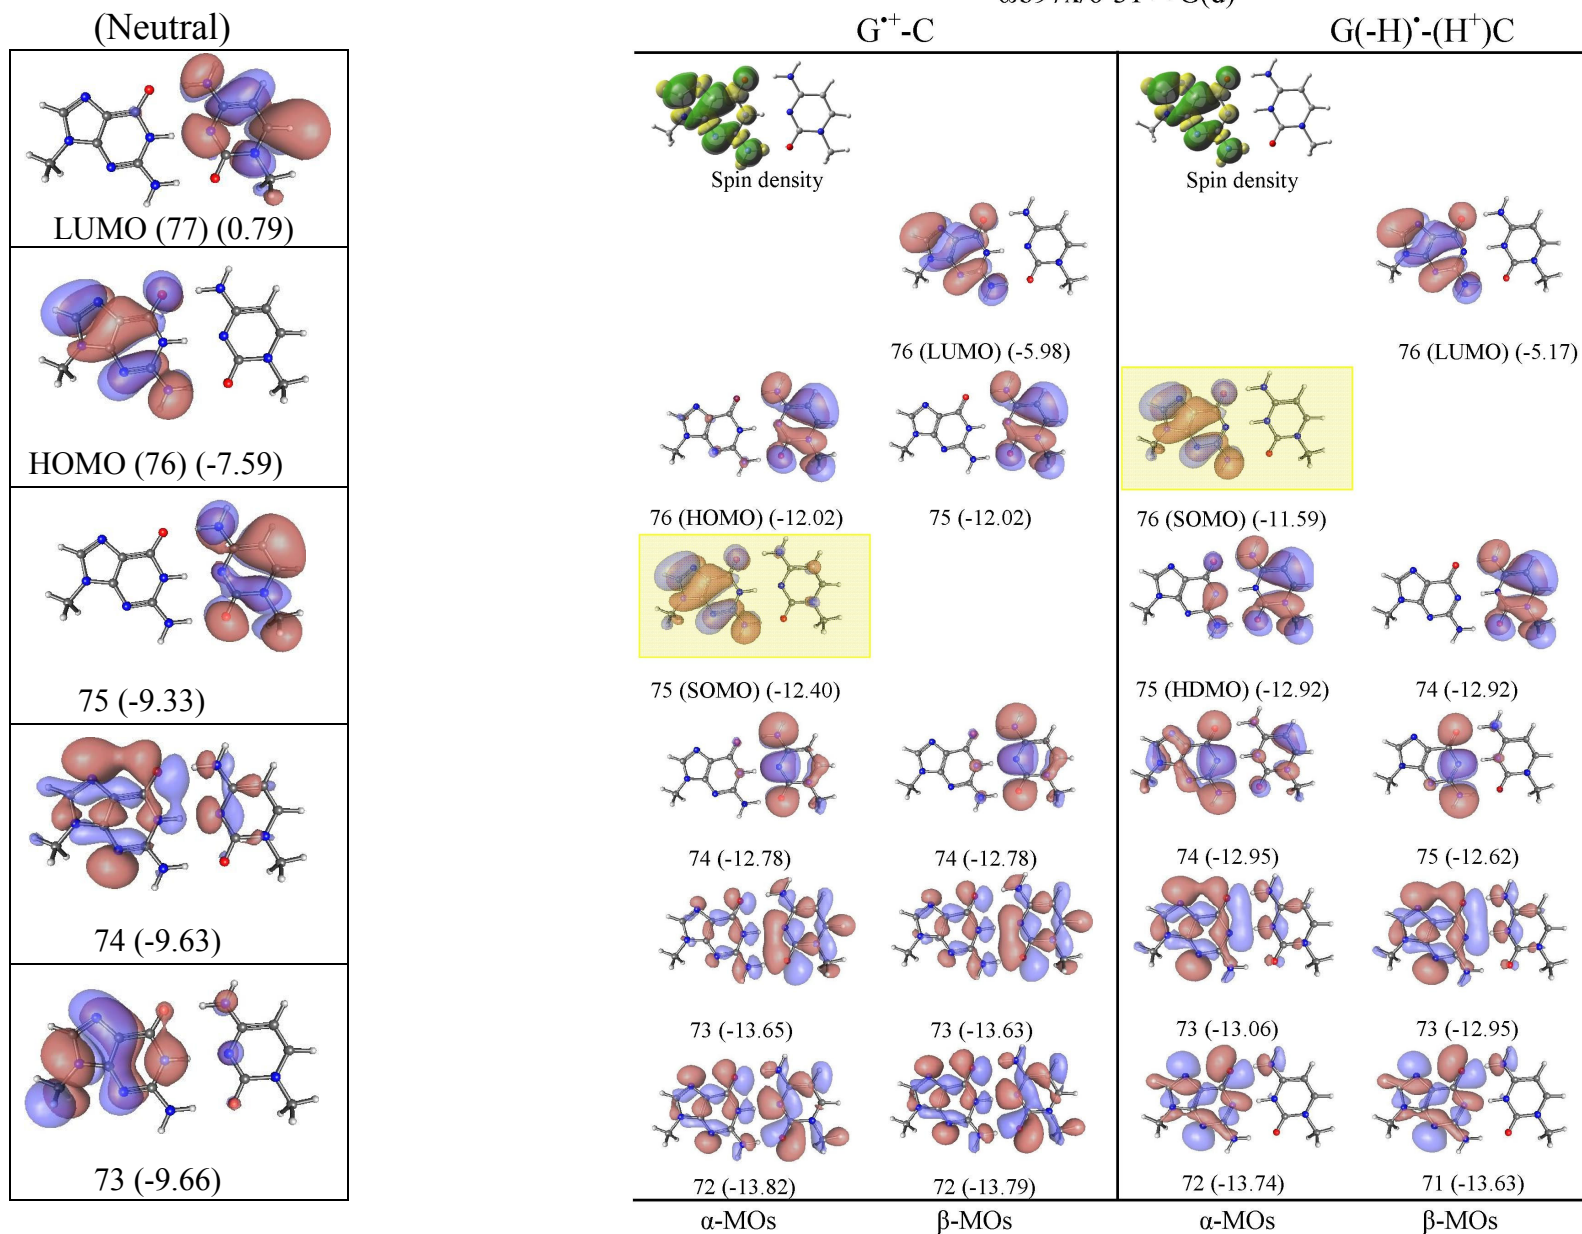 (Neutral)
LUMO (77) (0.79)
HOMO (76) (-7.59)
75 (-9.33)
74 (-9.63)
73 (-9.66)
G•+-C
G(-H)•-(H+)C
Spin density
Spin density
76 (LUMO) (-5.98)
76 (LUMO) (-5.17)
76 (HOMO) (-12.02)
75 (-12.02)
76 (SOMO) (-11.59)
75 (SOMO) (-12.40)
75 (HDMO) (-12.92)
74 (-12.92)
74 (-12.78)
74 (-12.78)
74 (-12.95)
75 (-12.62)
73 (-13.65)
73 (-13.63)
73 (-13.06)
73 (-12.95)
72 (-13.82)
72 (-13.79)
72 (-13.74)
71 (-13.63)
α-MOs
β-MOs
α-MOs
β-MOs